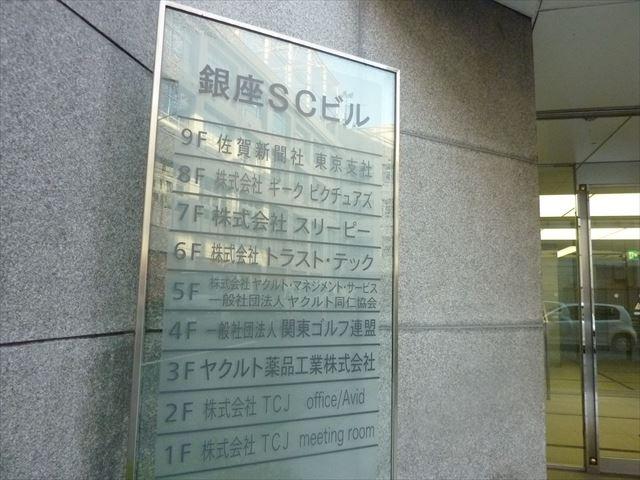 銀座SCビル
9F 佐賀新聞社 東京支社
8F 株式会社 ギーク ピクチュアズ
7F 株式会社 スリーピー
6F 株式会社 トラスト・テック
5F 株式会社 ヤクルト・マネジメント・サービス
一般社団法人 ヤクルト同仁協会
4F 一般社団法人 関東ゴルフ連盟
3F ヤクルト薬品工業株式会社
2F 株式会社 TCJ office/Avid
1F 株式会社 TCJ meeting room